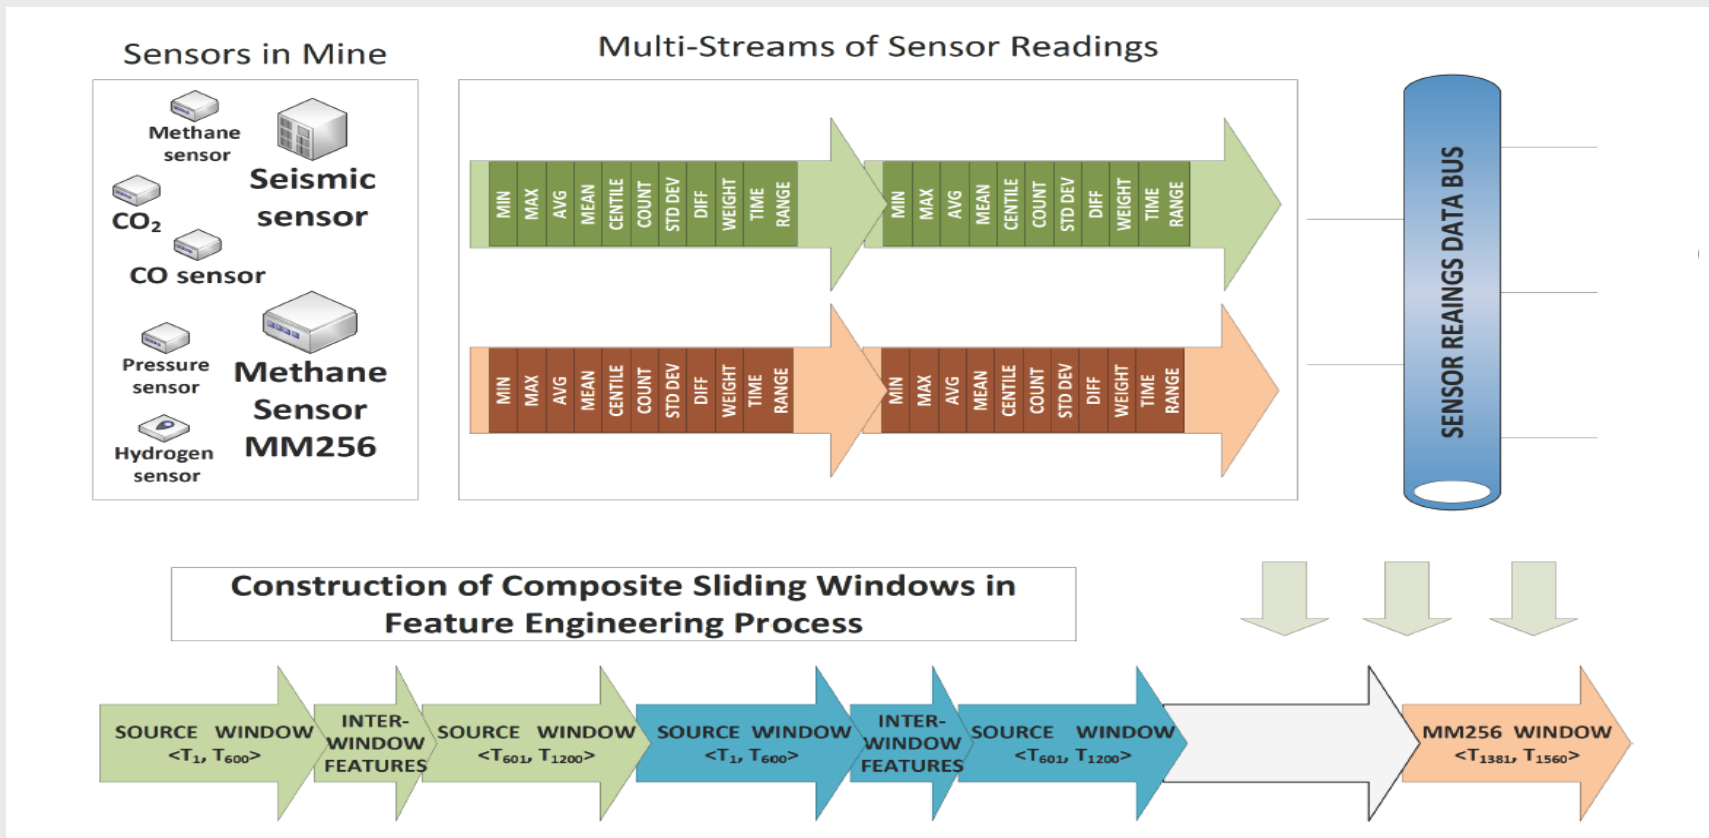 Sensors in Mine
Multi-Streams of Sensor Readings
Methane
sensor
Seismic
sensor
CO₂
CO sensor
Pressure
sensor
Methane
Sensor
MM256
Hydrogen
sensor
MIN
MAX
AVG
MEAN
CENTILE
COUNT
STD DEV
DIFF
WEIGHT
TIME
RANGE
MIN
MAX
AVG
MEAN
CENTILE
COUNT
STD DEV
DIFF
WEIGHT
TIME
RANGE
MIN
MAX
AVG
MEAN
CENTILE
COUNT
STD DEV
DIFF
WEIGHT
TIME
RANGE
MIN
MAX
AVG
MEAN
CENTILE
COUNT
STD DEV
DIFF
WEIGHT
TIME
RANGE
SENSOR REAINGS DATA BUS
Construction of Composite Sliding Windows in
Feature Engineering Process
SOURCE WINDOW
<T₁, T₆₀₀>
INTER-
WINDOW
FEATURES
SOURCE WINDOW
<T₆₀₁, T₁₂₀₀>
SOURCE WINDOW
<T₁, T₆₀₀>
INTER-
WINDOW
FEATURES
SOURCE WINDOW
<T₆₀₁, T₁₂₀₀>
MM256 WINDOW
<T₁₃₈₁, T₁₅₆₀>